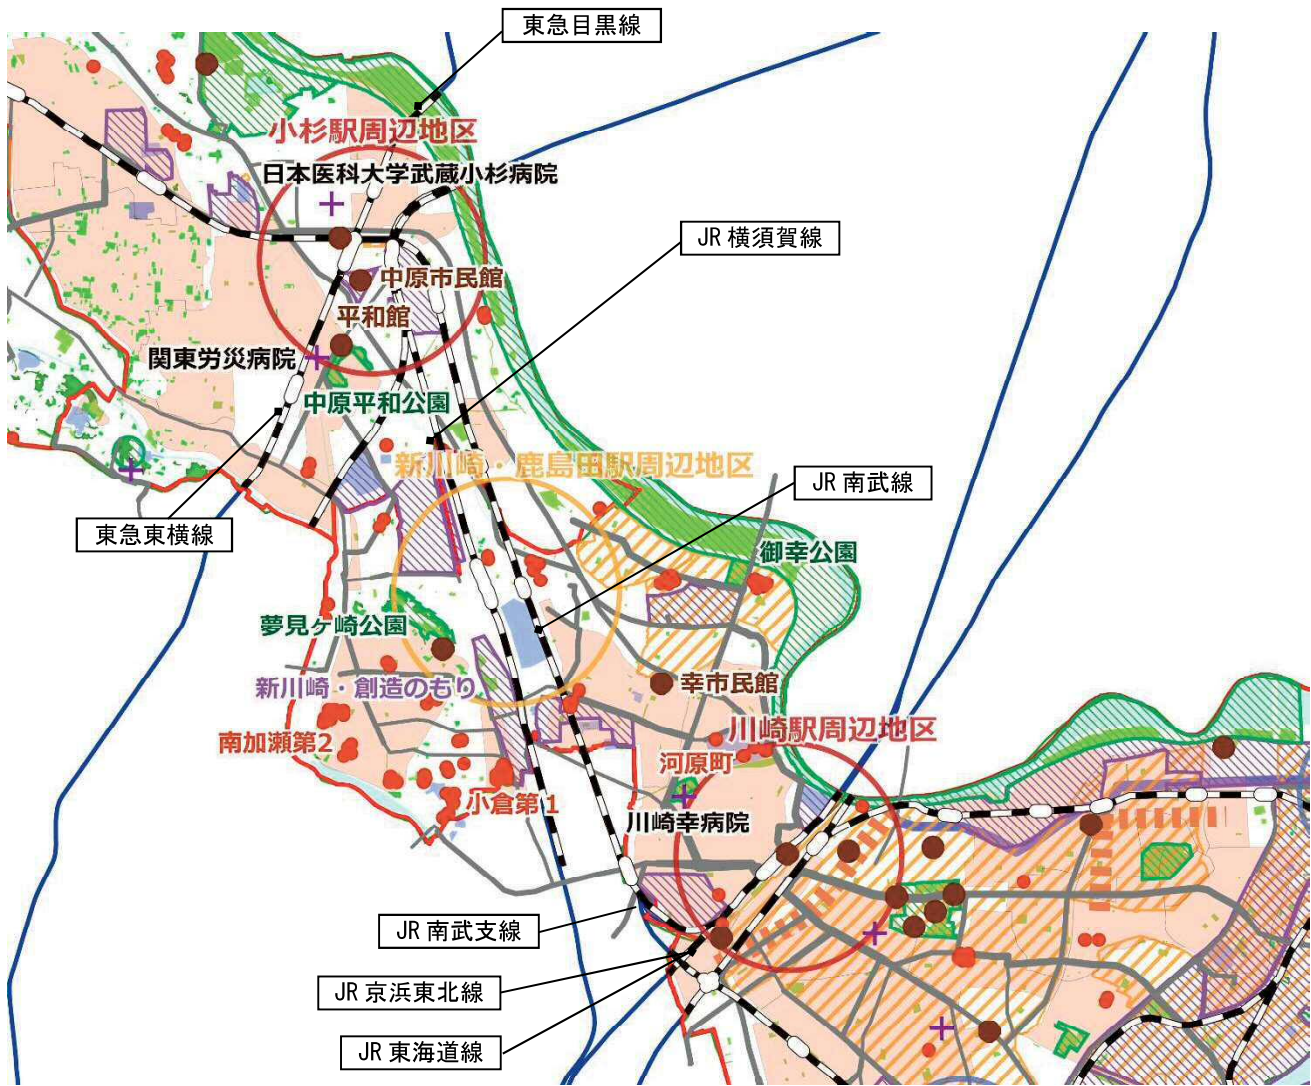 東急目黒線
小杉駅周辺地区
日本医科大学武蔵小杉病院
JR 横須賀線
中原市民館
平和館
関東労災病院
中原平和公園
新川崎・鹿島田駅周辺地区
JR 南武線
東急東横線
御幸公園
夢見ヶ崎公園
新川崎・創造のもり
幸市民館
南加瀬第2
川崎駅周辺地区
河原町
小倉第1
川崎幸病院
JR 南武支線
JR 京浜東北線
JR 東海道線